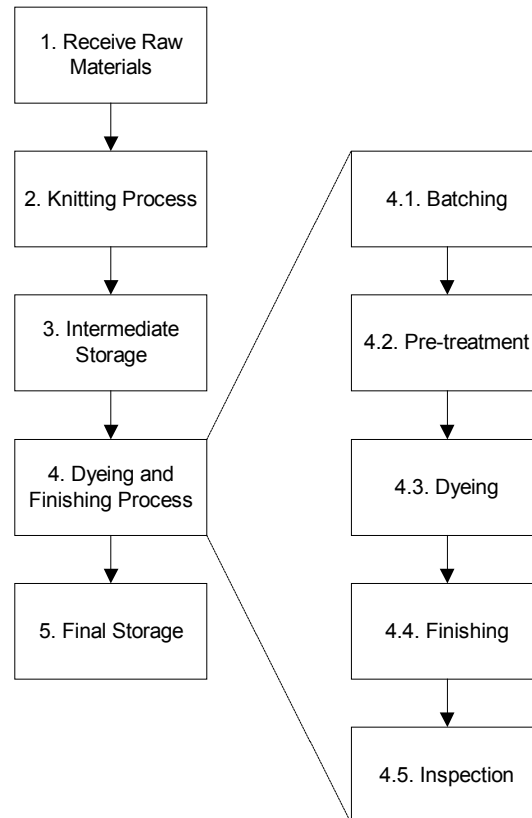 1. Receive Raw
Materials
2. Knitting Process
3. Intermediate
Storage
4. Dyeing and
Finishing Process
5. Final Storage
4.1. Batching
4.2. Pre-treatment
4.3. Dyeing
4.4. Finishing
4.5. Inspection